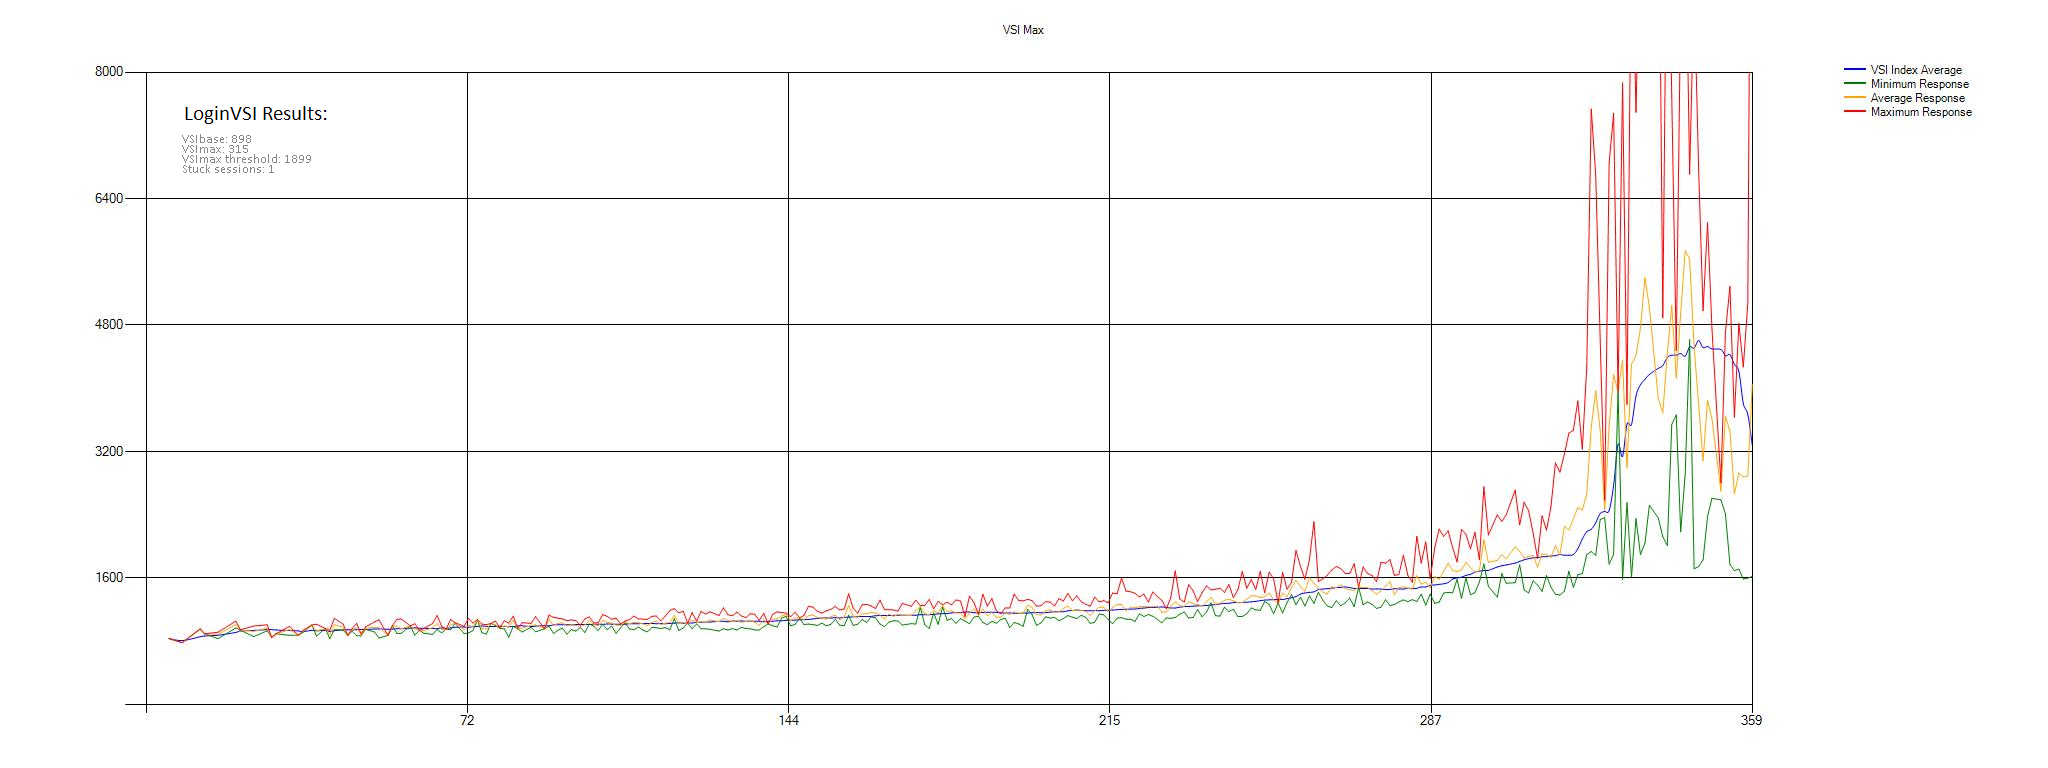 VSI Max
8000
6400
4800
3200
1600
LoginVSI Results:
VSIbase: 898
VSImax: 315
VSImax threshold: 1899
Stuck sessions: 1
VSI Index Average
Minimum Response
Average Response
Maximum Response
72
144
215
287
359